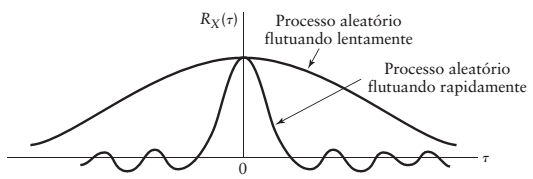 R_X(τ)
Processo aleatório
flutuando lentamente
Processo aleatório
flutuando rapidamente
τ
0